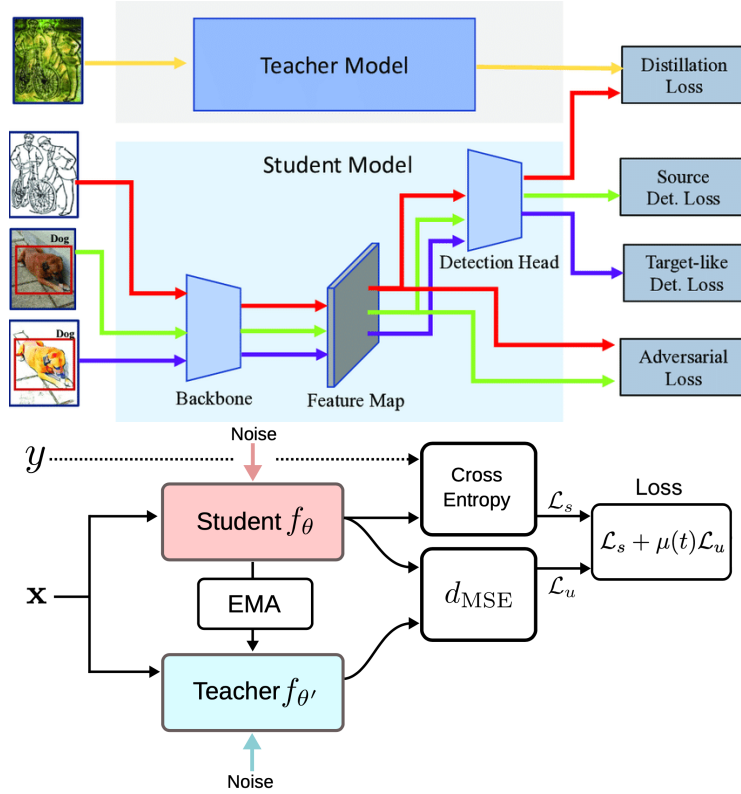 Teacher Model
Distillation
Loss
Student Model
Source
Det. Loss
Dog
Detection Head
Target-like
Det. Loss
Dog
Backbone
Feature Map
Adversarial
Loss
Noise
y
Cross
Entropy
Loss
Student f_θ
ℒ_s
ℒ_s + μ(t)ℒ_u
x
EMA
d_MSE
ℒ_u
Teacher f_θ′
Noise